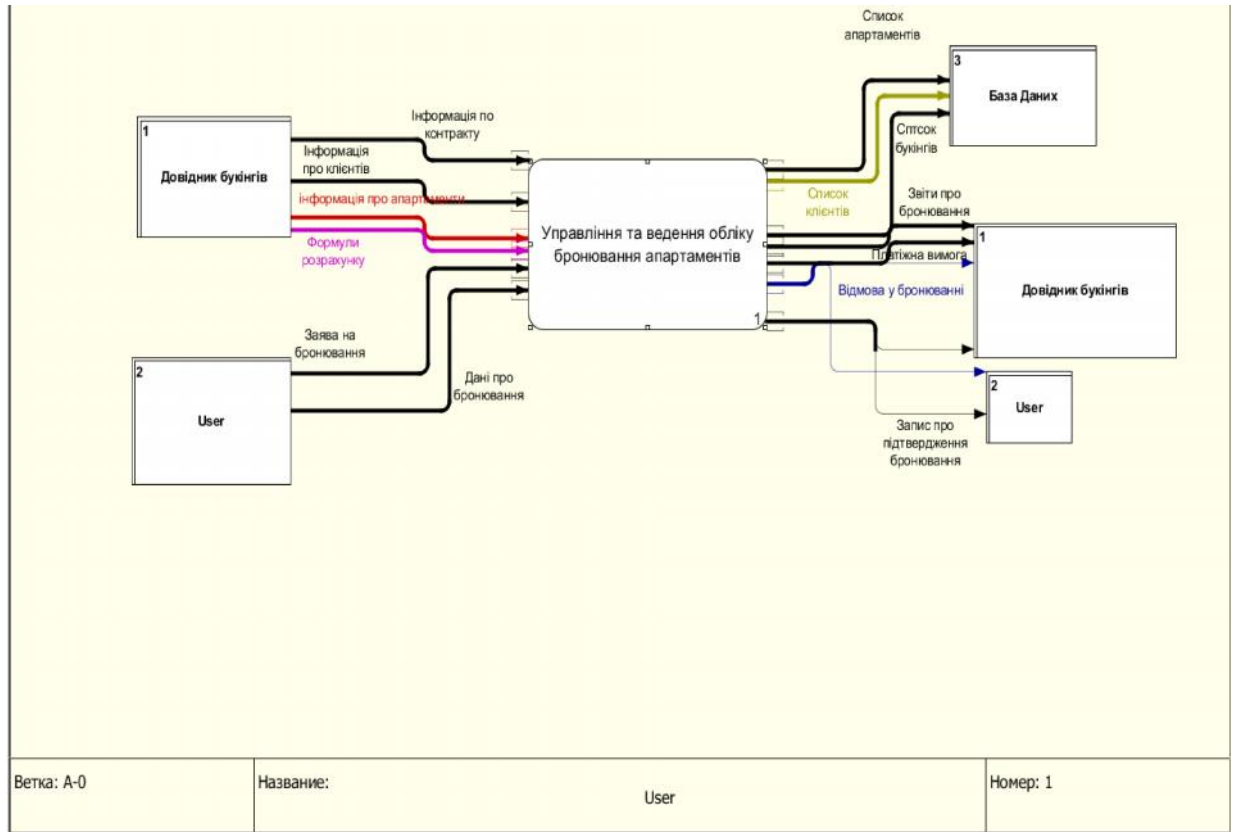 Список
апартаментів
3
База Даних
Інформація по
контракту
1
Довідник букінгів
Інформація
про клієнтів
інформація про апартаменти
Формули
розрахунку
Сптсок
букінгів
Список
клієнтів
Звіти про
бронювання
Управління та ведення обліку
бронювання апартаментів
1
1
Довідник букінгів
Платіжна вимога
Відмова у бронюванні
Заява на
бронювання
2
User
Дані про
бронювання
2
User
Запис про
підтвердження
бронювання
Ветка: A-0
Название:
User
Номер: 1